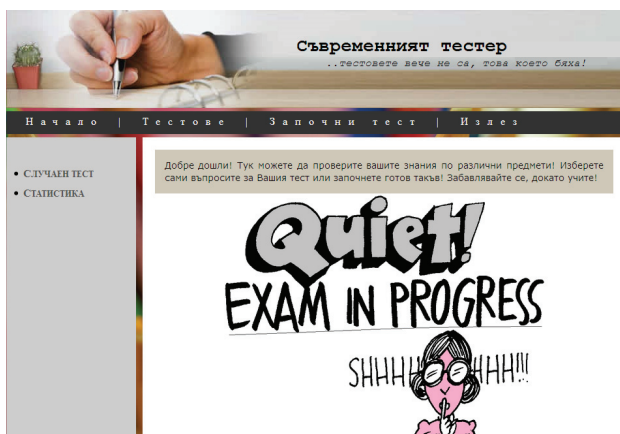 Съвременният тестер
..тестовете вече не са, това което бяха!
Начало | Тестове | Започни тест | Излез
Случаен тест
Статистика
Добре дошли! Тук можете да проверите вашите знания по различни предмети! Изберете
сами въпросите за Вашия тест или започнете готов такъв! Забавлявайте се, докато учите!
Quiet!
EXAM IN PROGRESS
SHHHH HHH!!!